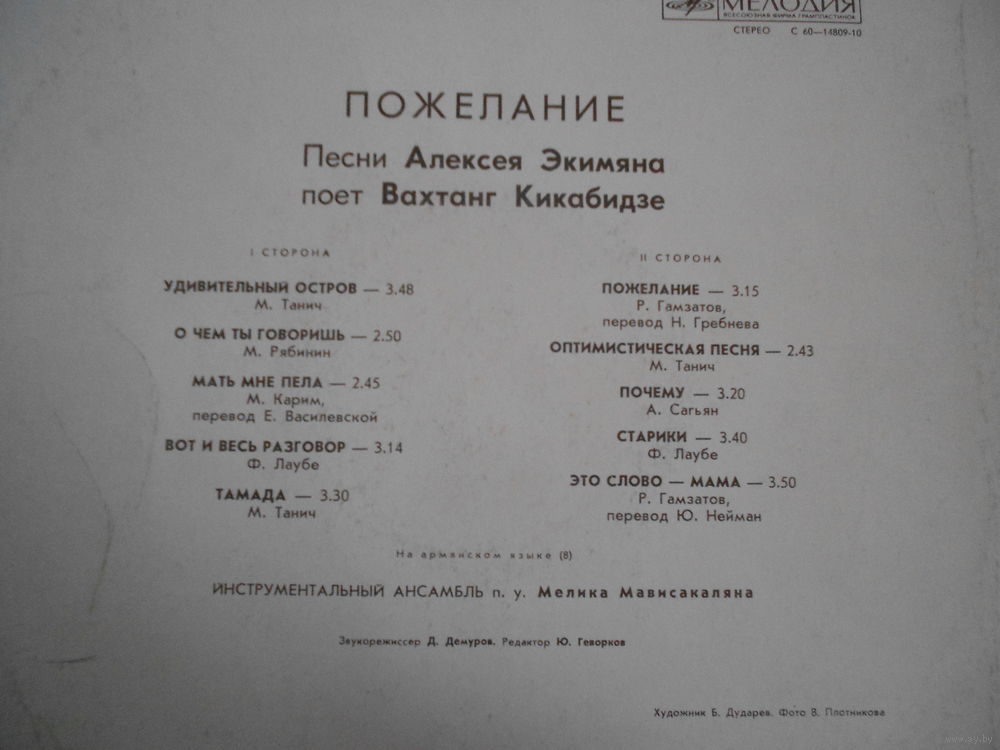 МЕЛОДИЯ
ВСЕСОЮЗНАЯ ФИРМА ГРАМПЛАСТИНОК
СТЕРЕО С 60—14809-10
ПОЖЕЛАНИЕ
Песни Алексея Экимяна
поет Вахтанг Кикабидзе
I СТОРОНА
УДИВИТЕЛЬНЫЙ ОСТРОВ — 3.48
М. Танич
О ЧЕМ ТЫ ГОВОРИШЬ — 2.50
М. Рябинин
МАТЬ МНЕ ПЕЛА — 2.45
М. Карим,
перевод Е. Василевской
ВОТ И ВЕСЬ РАЗГОВОР — 3.14
Ф. Лаубе
ТАМАДА — 3.30
М. Танич
II СТОРОНА
ПОЖЕЛАНИЕ — 3.15
Р. Гамзатов,
перевод Н. Гребнева
ОПТИМИСТИЧЕСКАЯ ПЕСНЯ — 2.43
М. Танич
ПОЧЕМУ — 3.20
А. Сагьян
СТАРИКИ — 3.40
Ф. Лаубе
ЭТО СЛОВО — МАМА — 3.50
Р. Гамзатов,
перевод Ю. Нейман
На армянском языке (8)
ИНСТРУМЕНТАЛЬНЫЙ АНСАМБЛЬ п. у. Мелика Мависакаляна
Звукорежиссер Д. Демуров. Редактор Ю. Геворков
Художник Б. Дударев. Фото В. Плотникова
www.ay.by